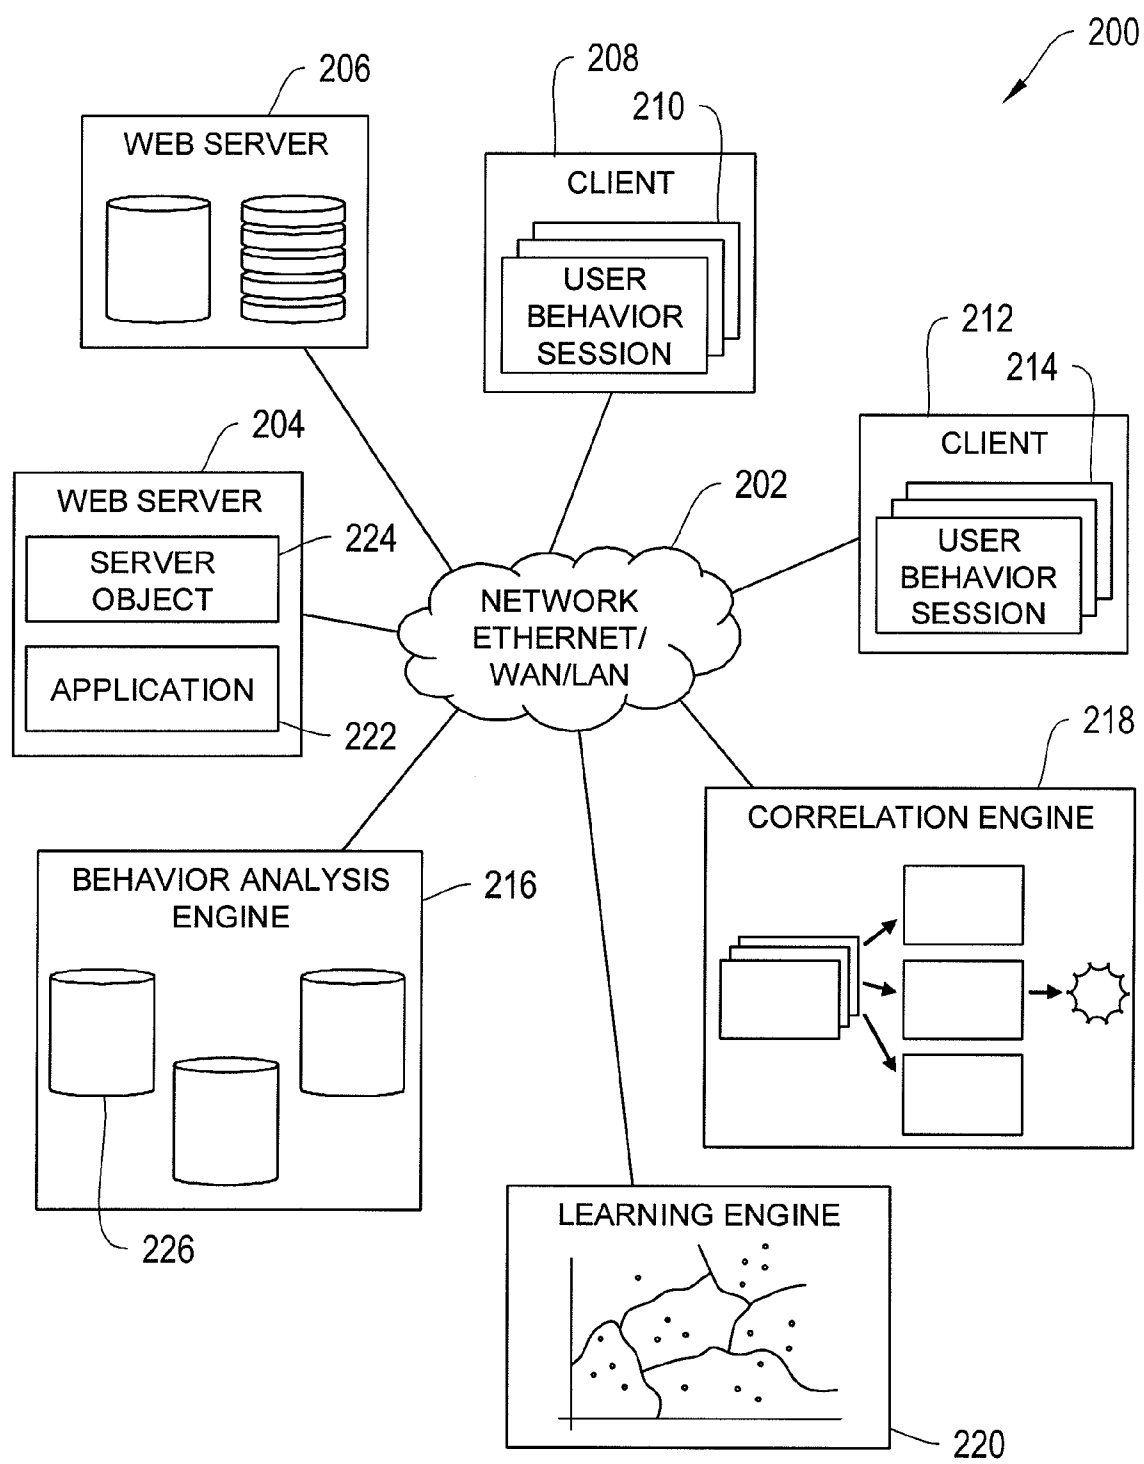 200
206
WEB SERVER
208
210
CLIENT
USER
BEHAVIOR
SESSION
212
214
CLIENT
USER
BEHAVIOR
SESSION
204
WEB SERVER
224
SERVER
OBJECT
APPLICATION
222
202
NETWORK
ETHERNET/
WAN/LAN
218
CORRELATION ENGINE
BEHAVIOR ANALYSIS
ENGINE
216
226
LEARNING ENGINE
220